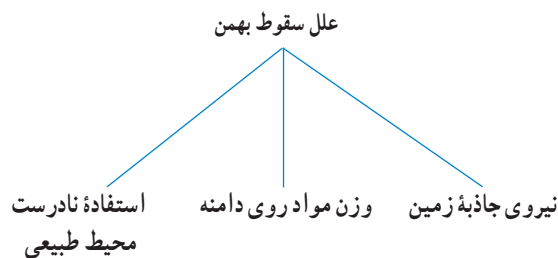 علل سقوط بهمن
نیروی جاذبهٔ زمین
وزن مواد روی دامنه
استفادهٔ نادرست
محیط طبیعی